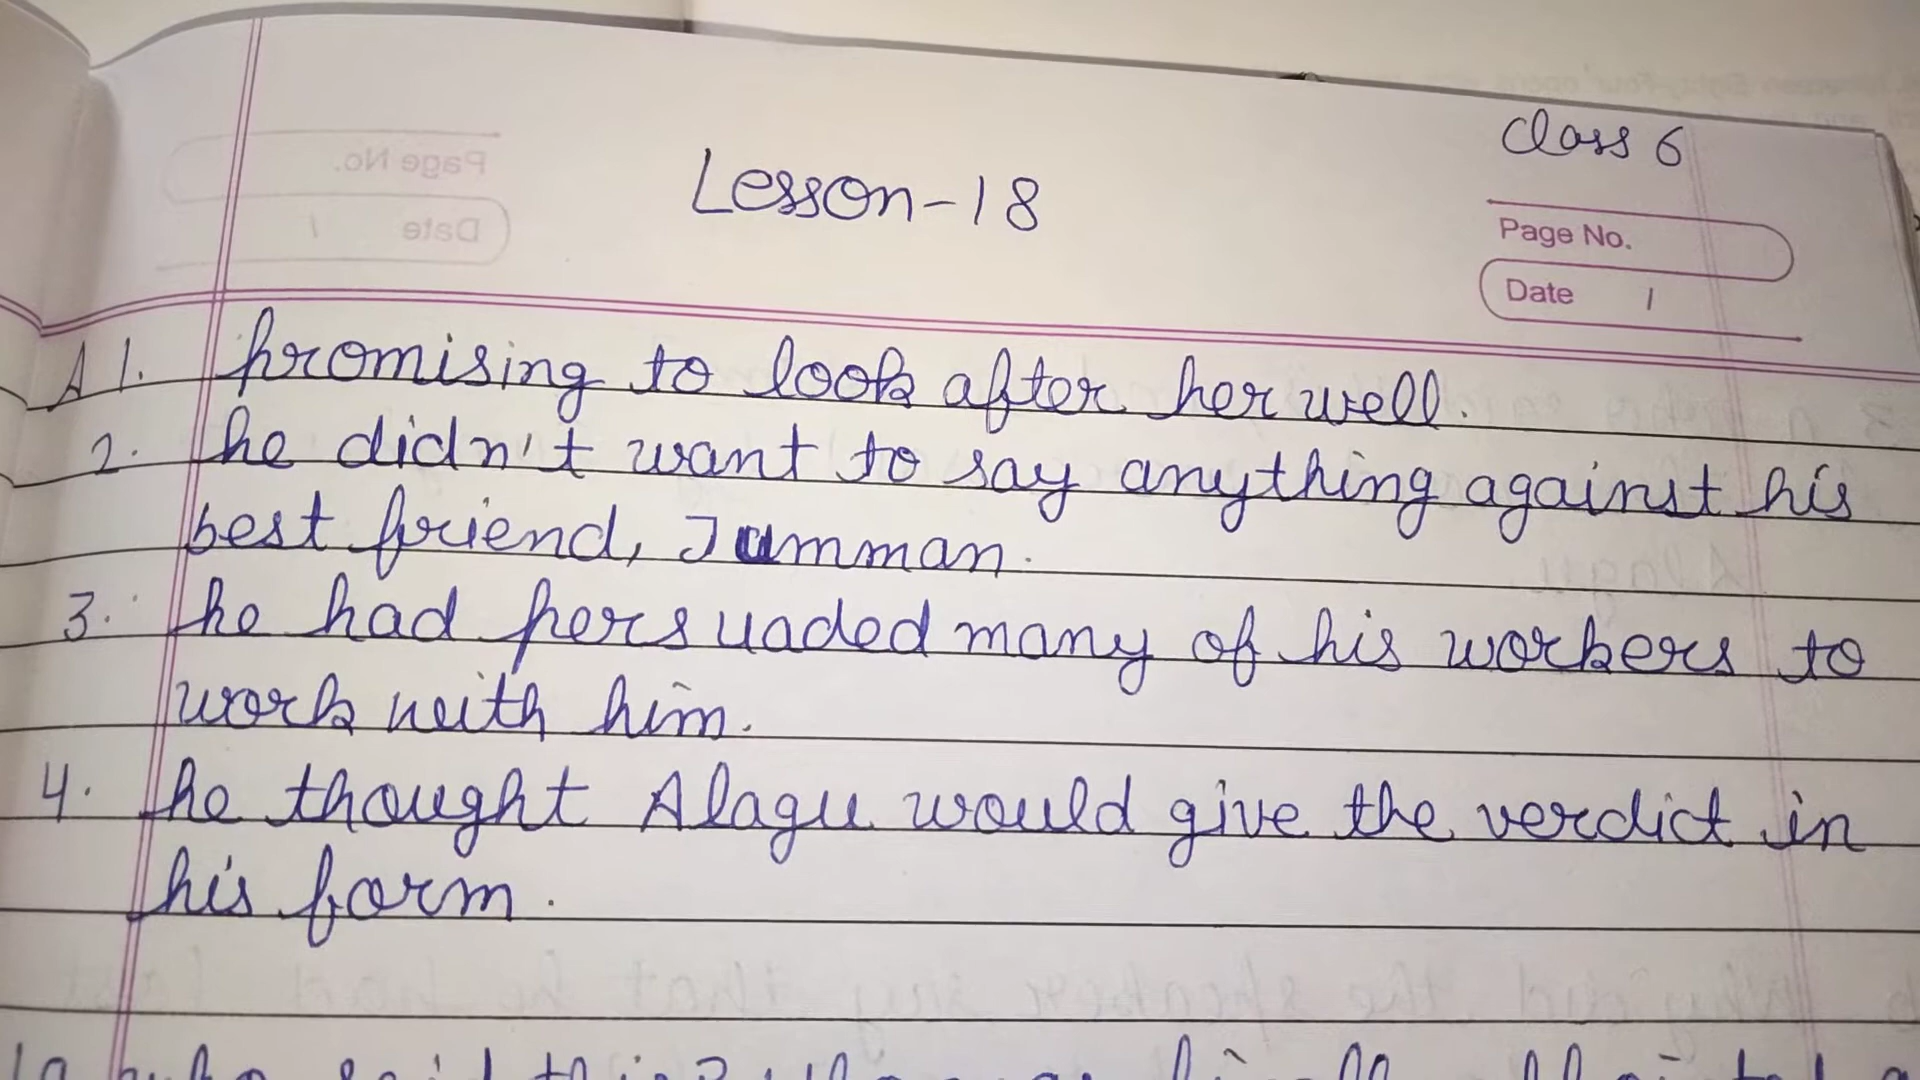 Class 6
Lesson-18
Page No.
Date /
A 1. promising to look after her well.
2. he didn't want to say anything against his
best friend, Jumman.
3. he had persuaded many of his workers to
work with him.
4. he thought Alagu would give the verdict in
his form.